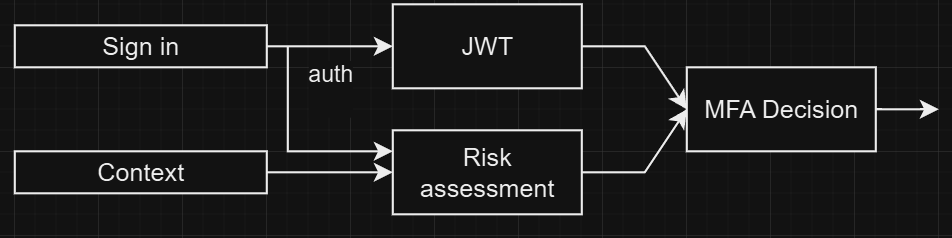 Sign in
JWT
auth
MFA Decision
Context
Risk
assessment